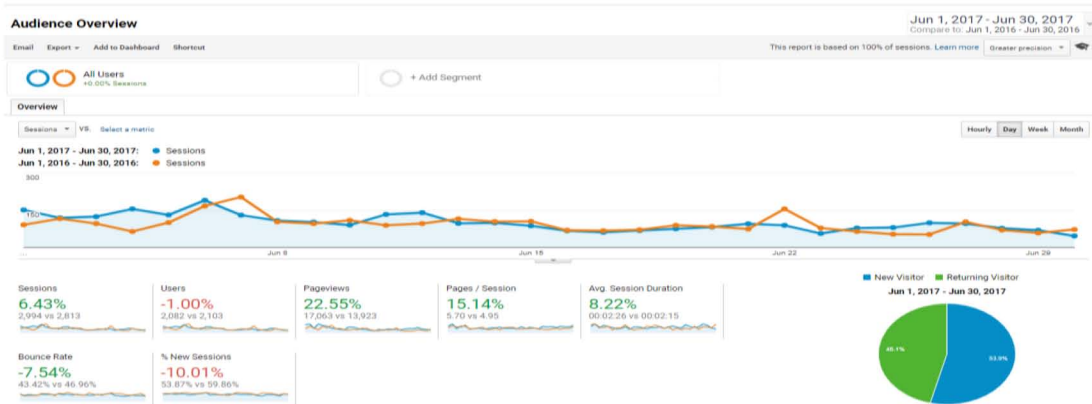 Audience Overview
Jun 1, 2017 - Jun 30, 2017
Compare to: Jun 1, 2016 - Jun 30, 2016
Email Export Add to Dashboard Shortcut
This report is based on 100% of sessions. Learn more Greater precision
All Users
+0.00% Sessions
+ Add Segment
Overview
Sessions VS. Select a metric
Hourly Day Week Month
Jun 1, 2017 - Jun 30, 2017: Sessions
Jun 1, 2016 - Jun 30, 2016: Sessions
300
150
... Jun 8 Jun 15 Jun 22 Jun 29
New Visitor Returning Visitor
Jun 1, 2017 - Jun 30, 2017
46.1%
53.9%
Sessions
6.43%
2,994 vs 2,813
Users
-1.00%
2,082 vs 2,103
Pageviews
22.55%
17,063 vs 13,923
Pages / Session
15.14%
5.70 vs 4.95
Avg. Session Duration
8.22%
00:02:26 vs 00:02:15
Bounce Rate
-7.54%
43.42% vs 46.96%
% New Sessions
-10.01%
53.87% vs 59.86%